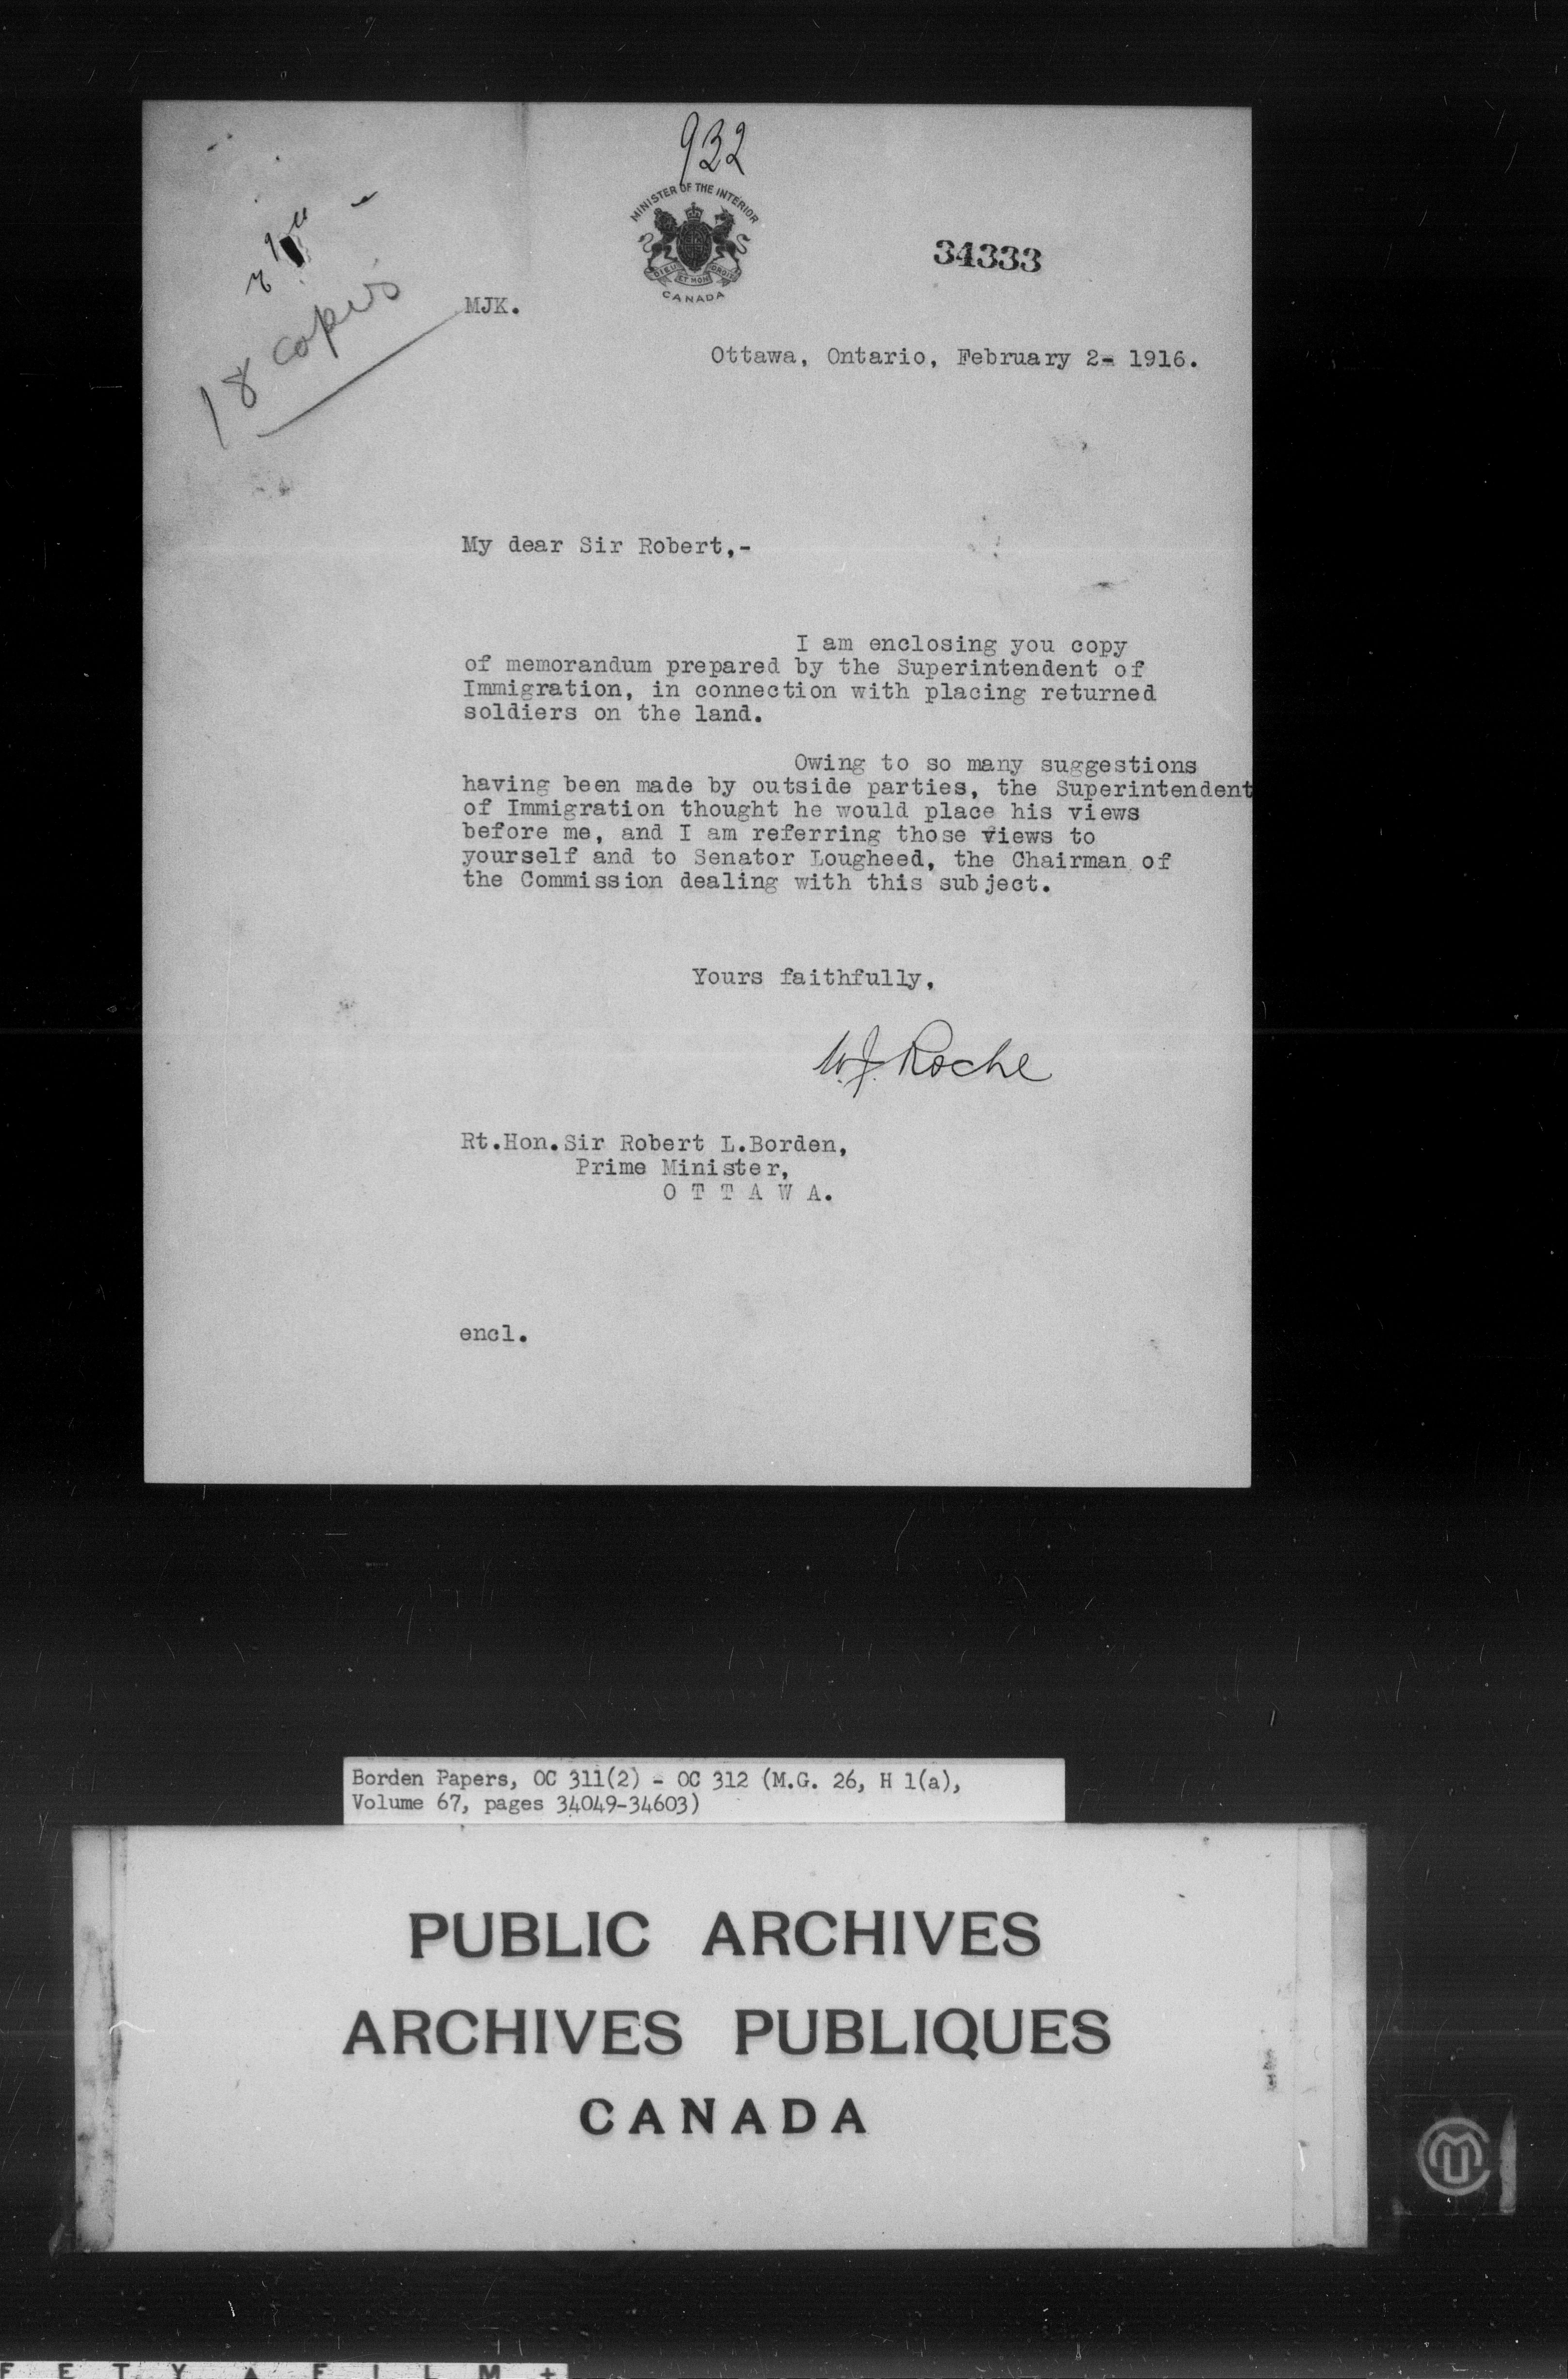 932
MINISTER OF THE INTERIOR
DIEU ET MON DROIT
CANADA
34333
18 copies
MJK.
Ottawa, Ontario, February 2- 1916.
My dear Sir Robert,-
I am enclosing you copy
of memorandum prepared by the Superintendent of
Immigration, in connection with placing returned
soldiers on the land.
Owing to so many suggestions
having been made by outside parties, the Superintendent
of Immigration thought he would place his views
before me, and I am referring those views to
yourself and to Senator Lougheed, the Chairman of
the Commission dealing with this subject.
Yours faithfully,
W.J. Roche
Rt.Hon.Sir Robert L.Borden,
Prime Minister,
O T T A W A.
encl.
Borden Papers, OC 311(2) - OC 312 (M.G. 26, H 1(a),
Volume 67, pages 34049-34603)
PUBLIC ARCHIVES
ARCHIVES PUBLIQUES
CANADA
F E T Y A F I L M +